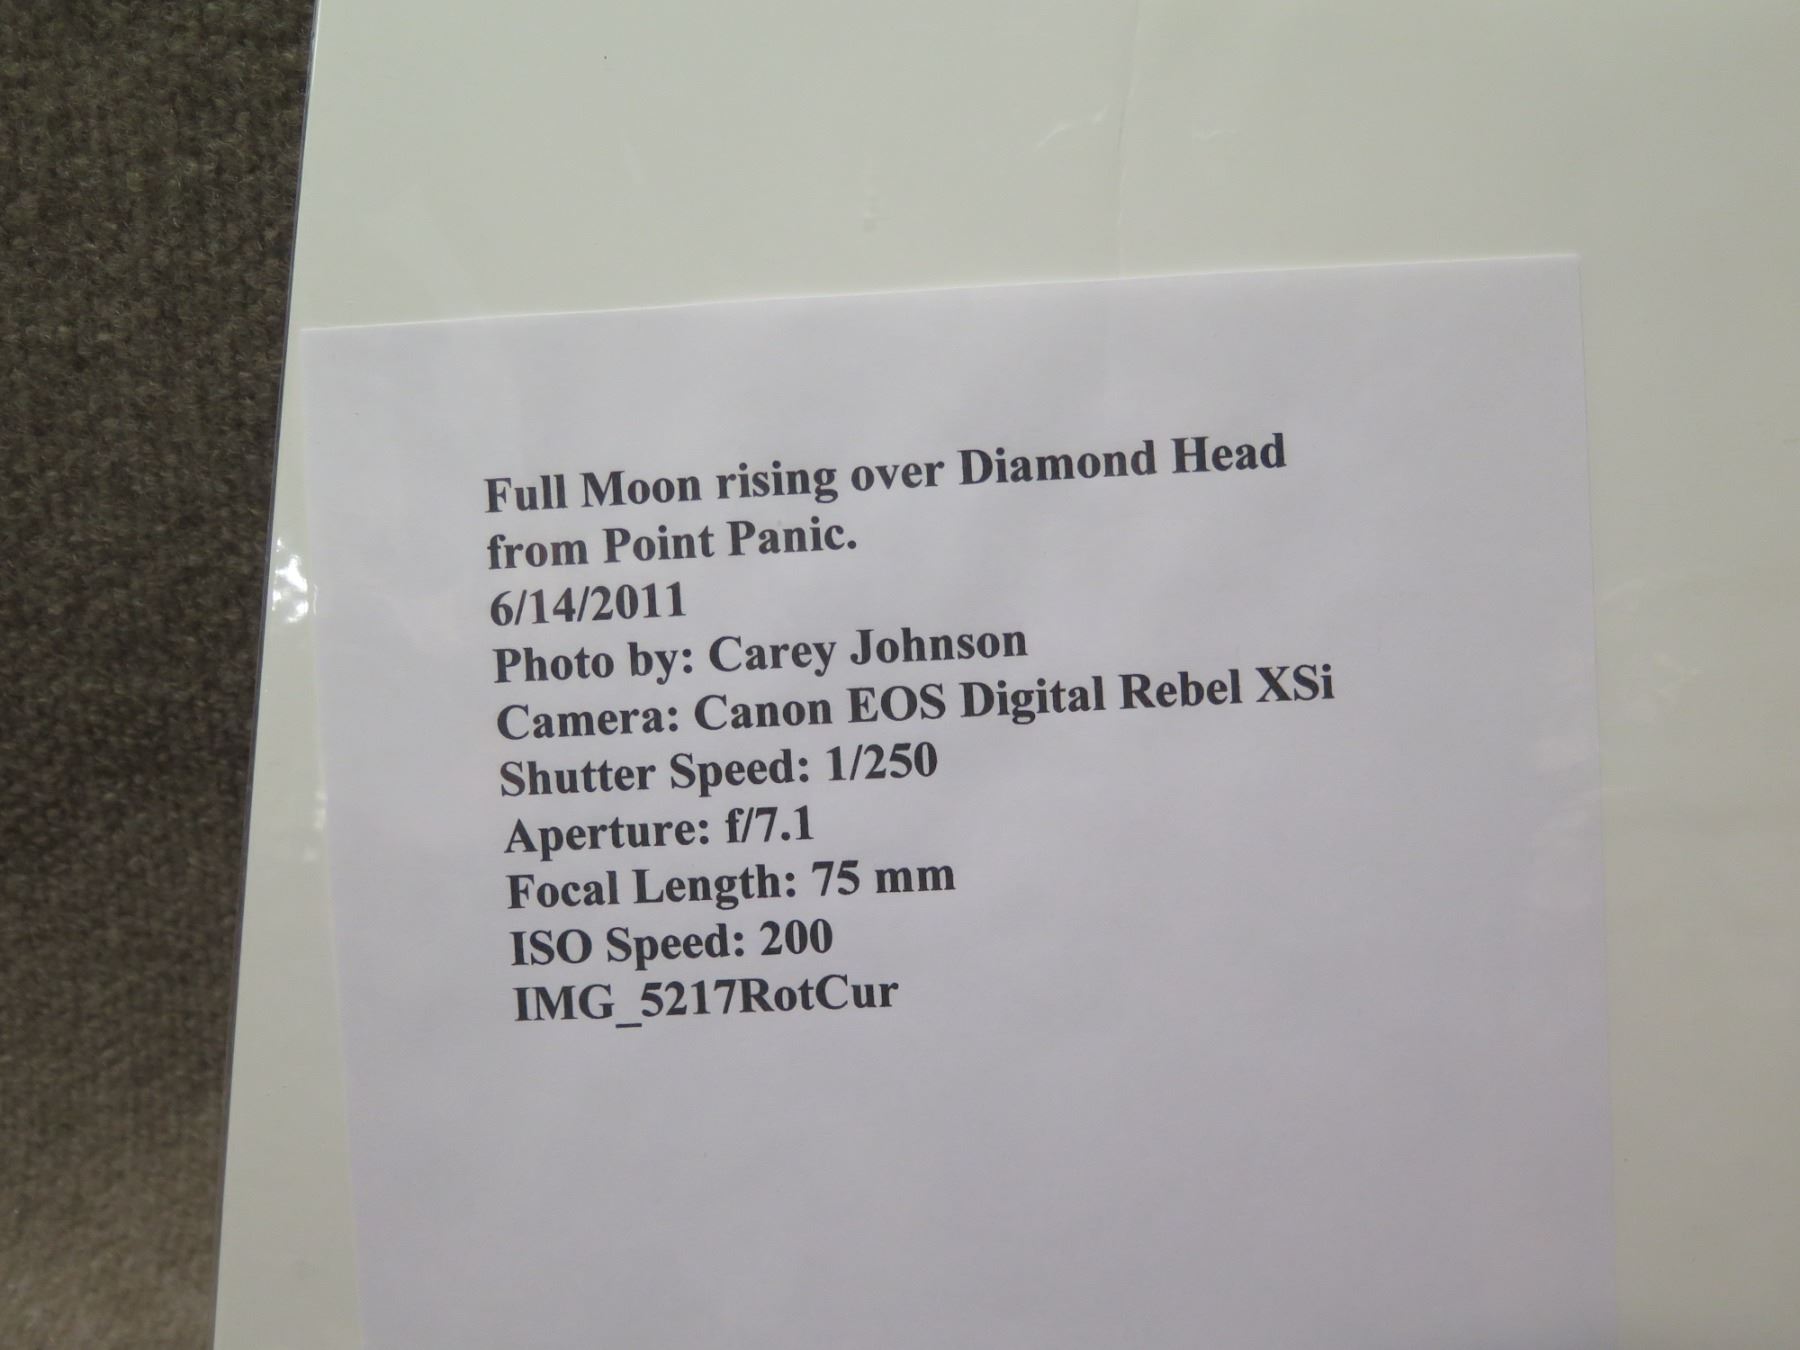 Full Moon rising over Diamond Head
from Point Panic.
6/14/2011
Photo by: Carey Johnson
Camera: Canon EOS Digital Rebel XSi
Shutter Speed: 1/250
Aperture: f/7.1
Focal Length: 75 mm
ISO Speed: 200
IMG_5217RotCur